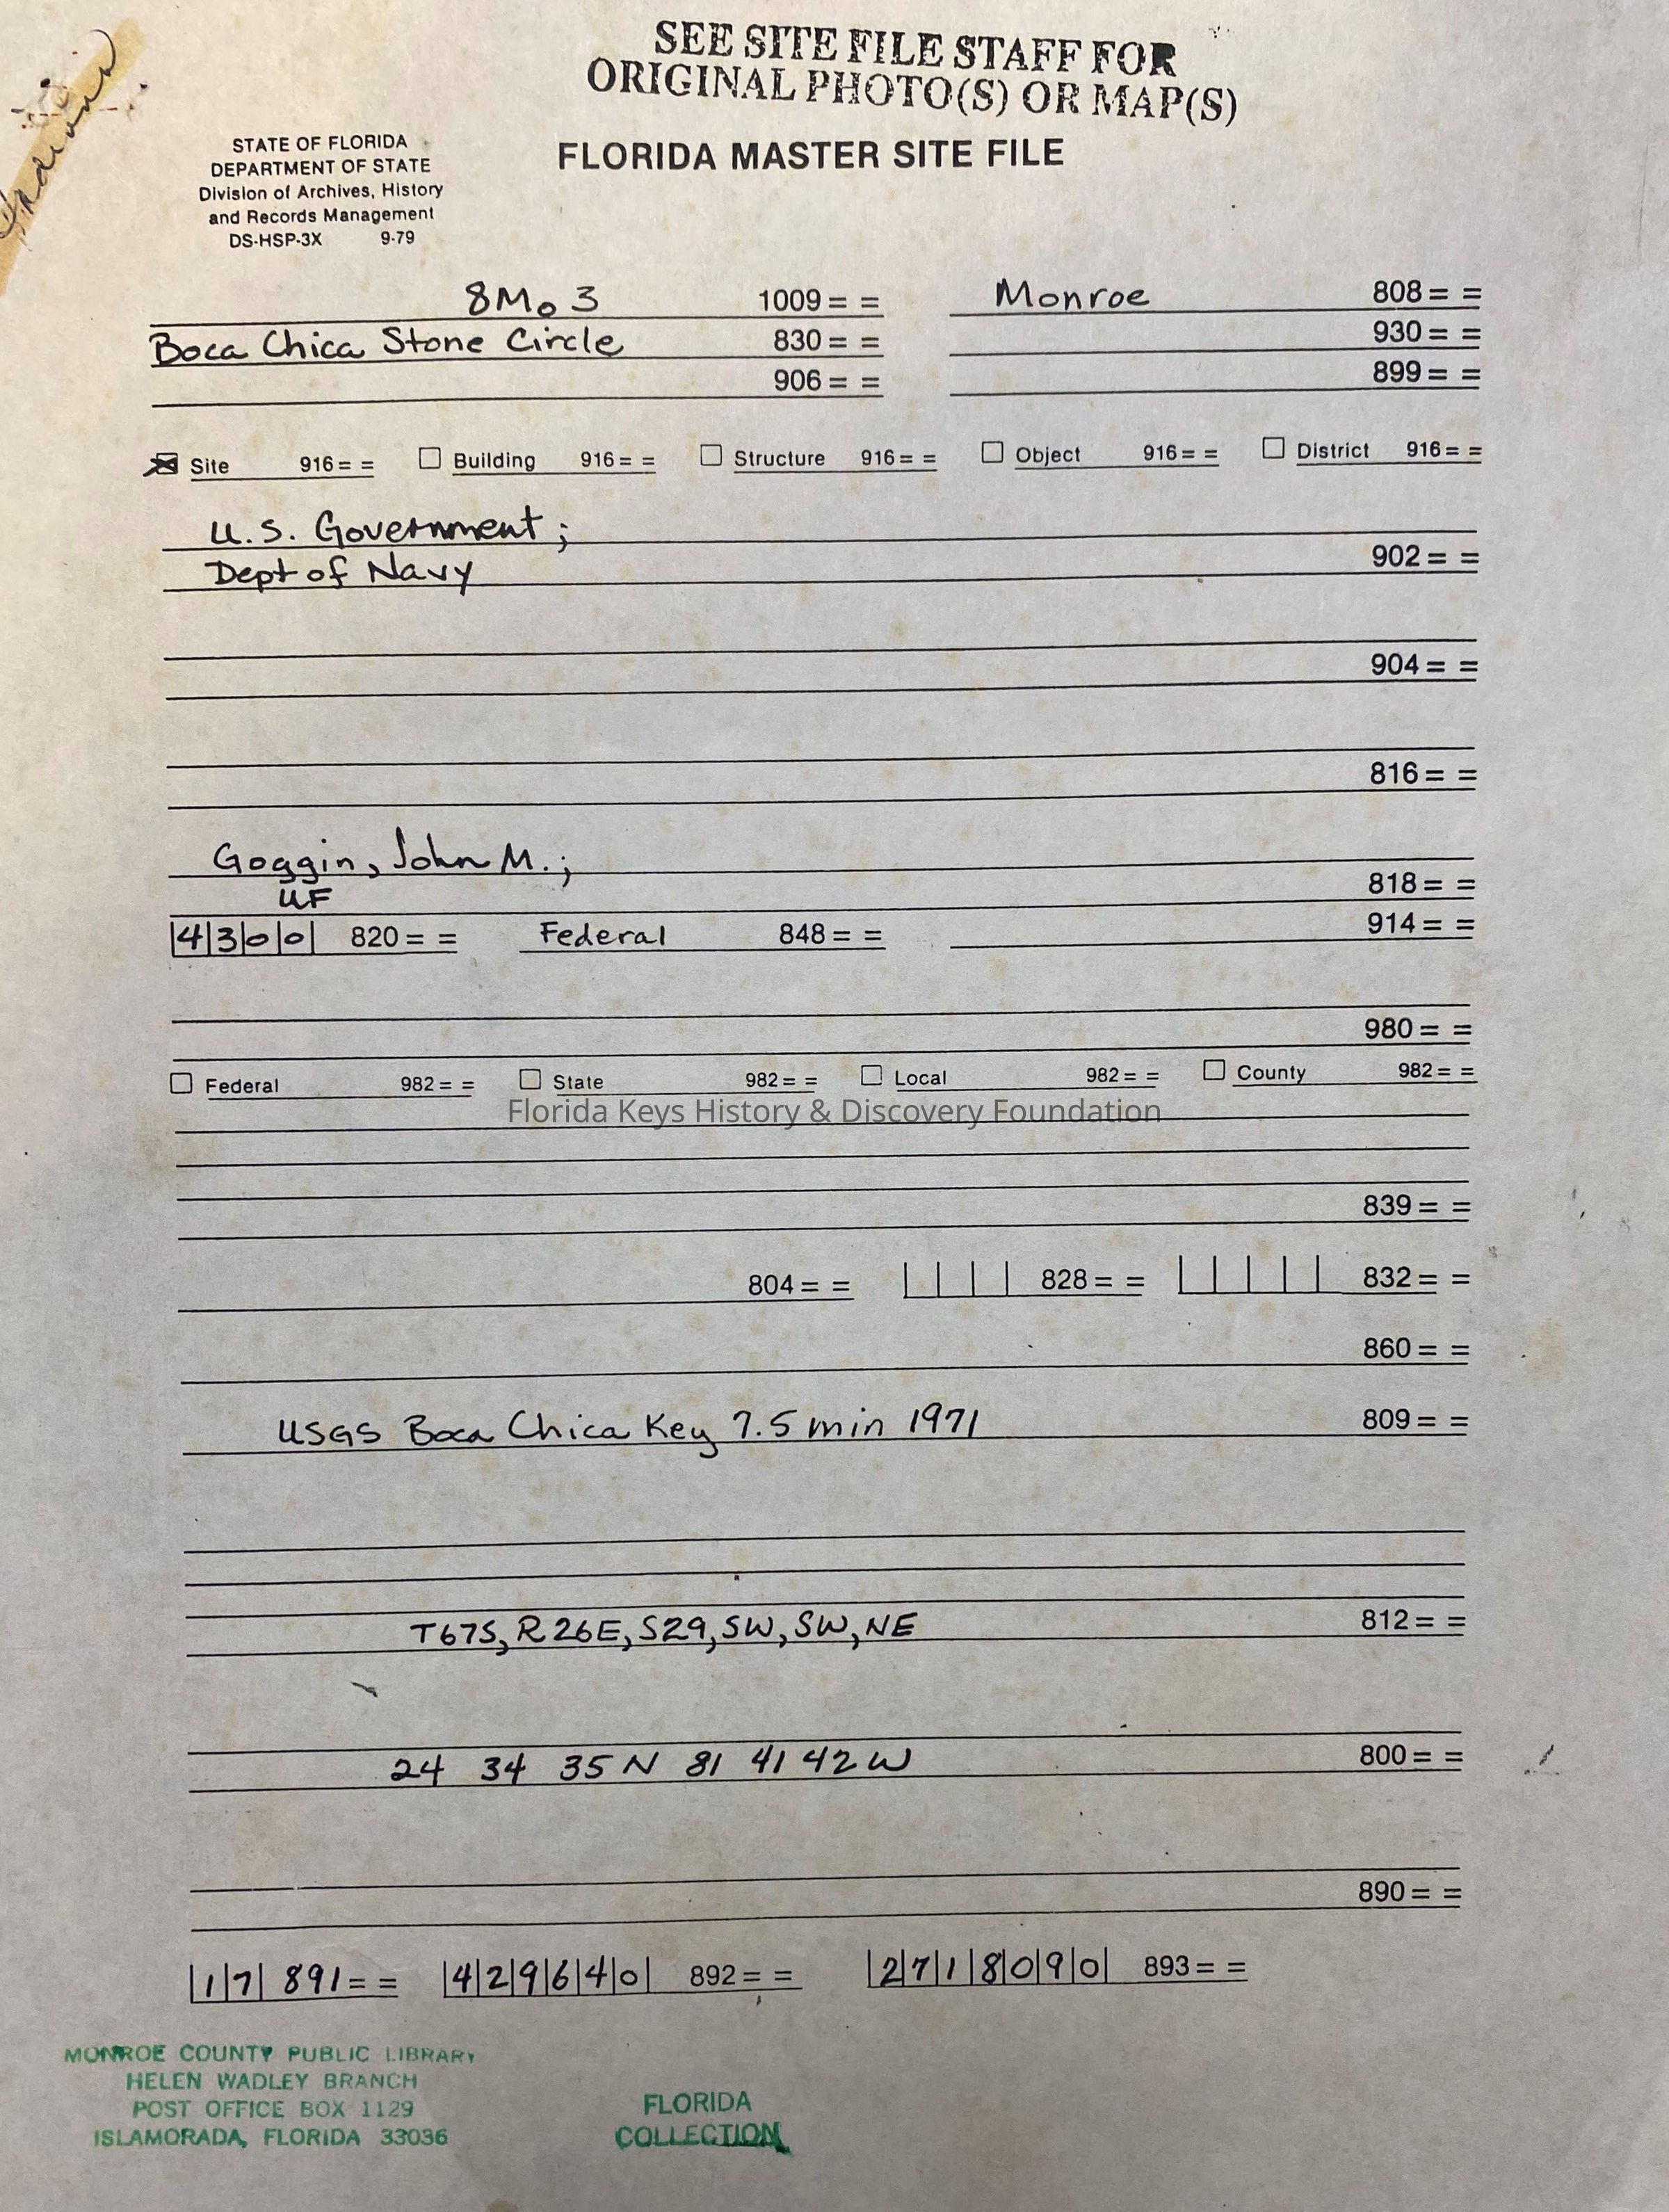 SEE SITE FILE STAFF FOR
ORIGINAL PHOTO(S) OR MAP(S)
Indians
STATE OF FLORIDA
DEPARTMENT OF STATE
Division of Archives, History
and Records Management
DS-HSP-3X 9-79
FLORIDA MASTER SITE FILE
8Mo3 1009= = Monroe 808= =
Boca Chica Stone Circle 830= = 930= =
906= = 899= =
Site 916= = Building 916= = Structure 916= = Object 916= = District 916= =
U.S. Government;
Dept of Navy 902= =
904= =
816= =
Goggin, John M.;
UF 818= =
4300 820= = Federal 848= = 914= =
980= =
Federal 982= = State 982= = Local 982= = County 982= =
Florida Keys History & Discovery Foundation
839= =
804= = 828= = 832= =
860= =
USGS Boca Chica Key 7.5 min 1971 809= =
T67S, R26E, S29, SW, SW, NE 812= =
24 34 35 N 81 41 42 W 800= =
890= =
17 891= = 429640 892= = 2718090 893= =
MONROE COUNTY PUBLIC LIBRARY
HELEN WADLEY BRANCH
POST OFFICE BOX 1129
ISLAMORADA, FLORIDA 33036
FLORIDA
COLLECTION